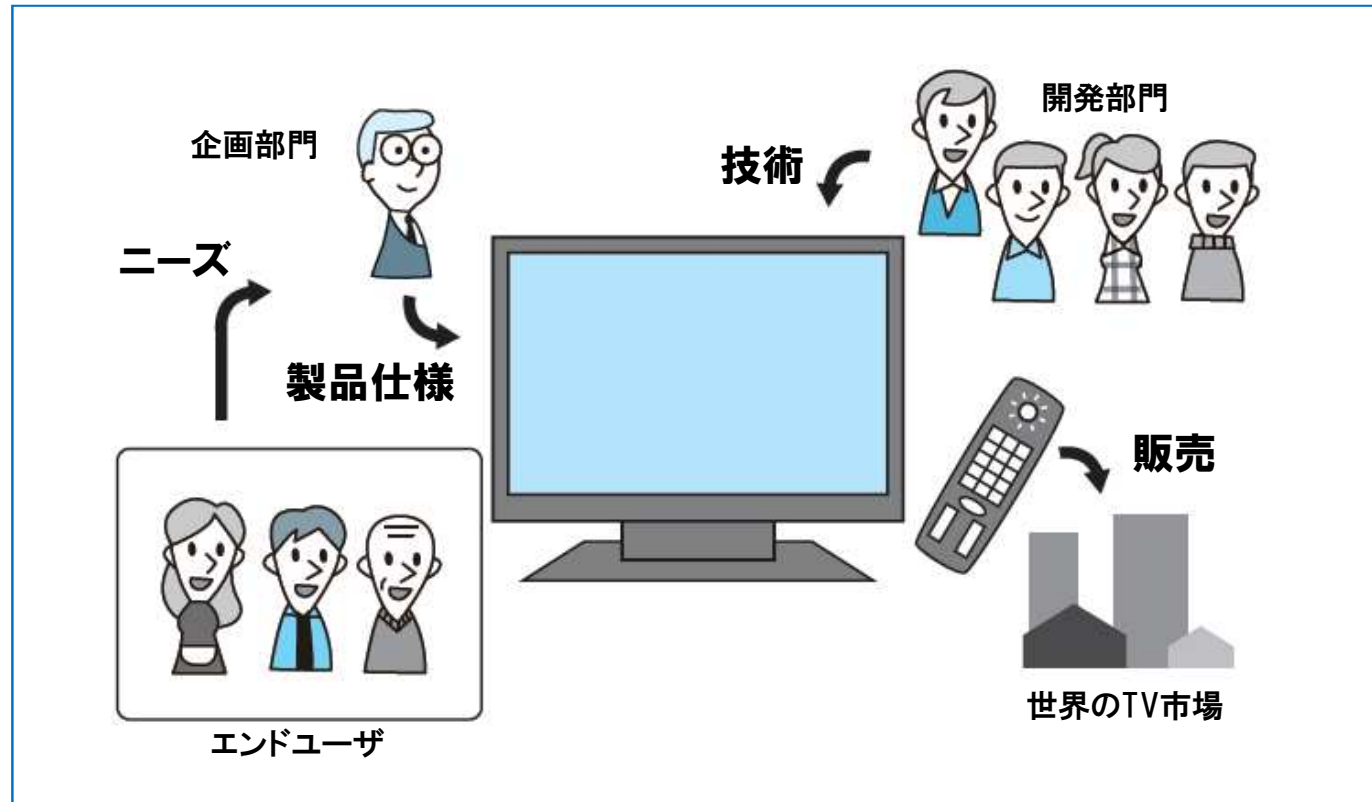 企画部門
開発部門
技術
ニーズ
製品仕様
販売
世界のTV市場
エンドユーザ